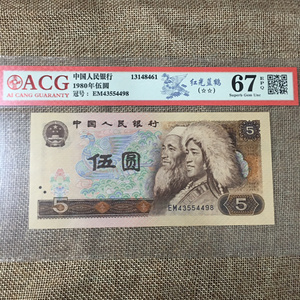 ACG
AI CANG GUARANTY
中国人民银行 13148461
1980年伍圆
冠号: EM43554498
红光蓝鹤
(☆☆)
67 EPQ
Superb Gem Unc
中国人民银行
5
伍圆
EM43554498
5
5